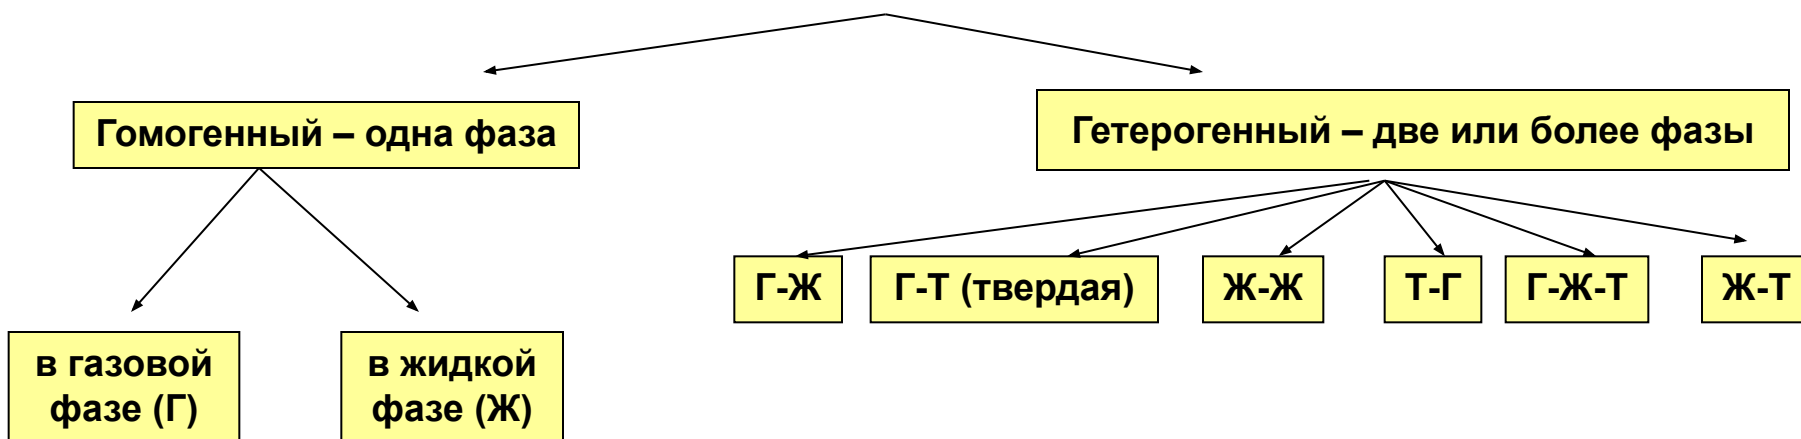 Гомогенный – одна фаза
Гетерогенный – две или более фазы
Г-Ж
Г-Т (твердая)
Ж-Ж
Т-Г
Г-Ж-Т
Ж-Т
в газовой
фазе (Г)
в жидкой
фазе (Ж)